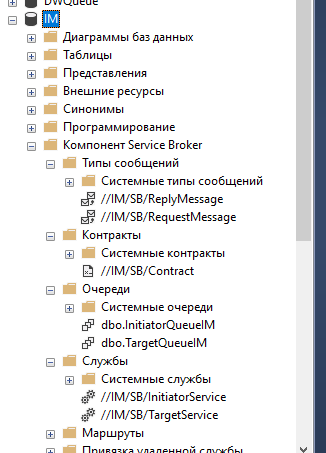 DWQueue
IM
Диаграммы баз данных
Таблицы
Представления
Внешние ресурсы
Синонимы
Программирование
Компонент Service Broker
Типы сообщений
Системные типы сообщений
//IM/SB/ReplyMessage
//IM/SB/RequestMessage
Контракты
Системные контракты
//IM/SB/Contract
Очереди
Системные очереди
dbo.InitiatorQueueIM
dbo.TargetQueueIM
Службы
Системные службы
//IM/SB/InitiatorService
//IM/SB/TargetService
Маршруты
Привязка удаленной службы